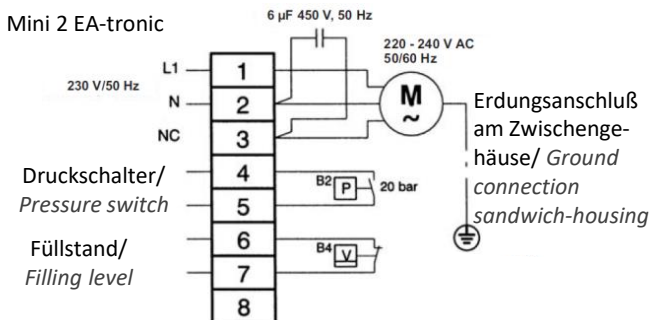 Mini 2 EA-tronic
6 µF 450 V, 50 Hz
220 - 240 V AC
50/60 Hz
L1
230 V/50 Hz
N
NC
1
2
3
4
5
6
7
8
M
~
Erdungsanschluß
am Zwischenge-
häuse/ Ground
connection
sandwich-housing
Druckschalter/
Pressure switch
B2
P
20 bar
Füllstand/
Filling level
B4
V